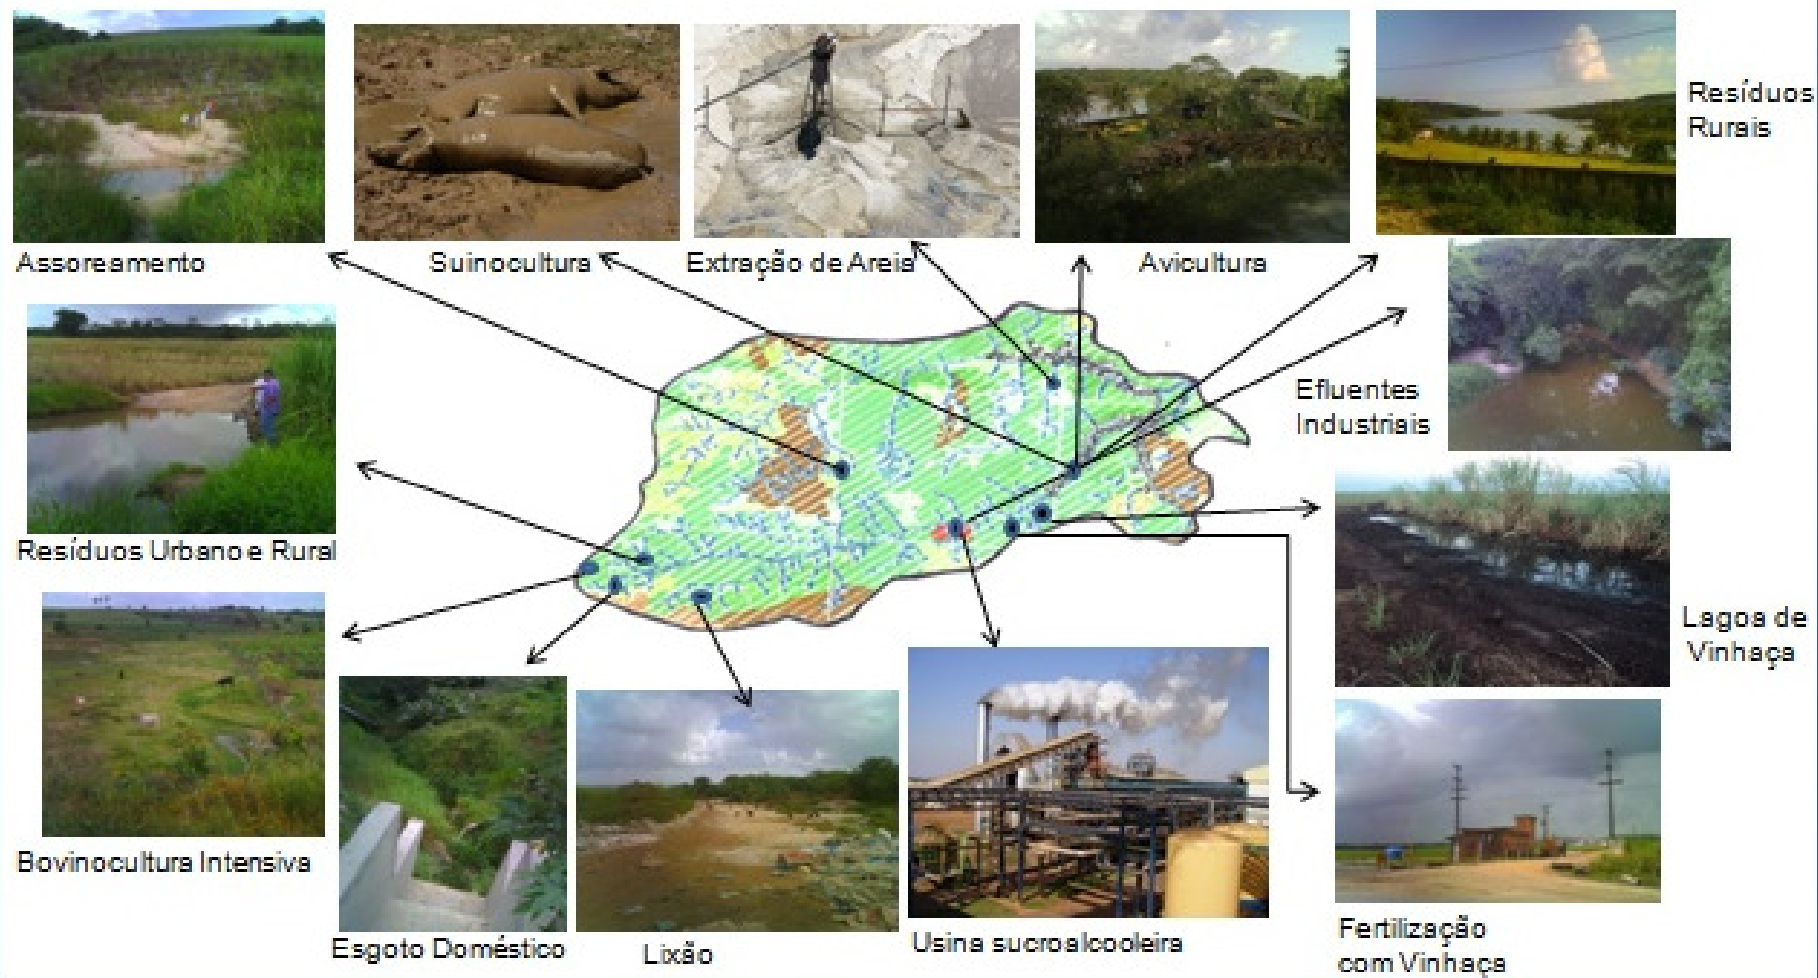 Resíduos
Rurais
Assoreamento
Suinocultura
Extração de Areia
Avicultura
Efluentes
Industriais
Resíduos Urbano e Rural
Lagoa de
Vinhaça
Bovinocultura Intensiva
Esgoto Doméstico
Lixão
Usina sucroalcooleira
Fertilização
com Vinhaça